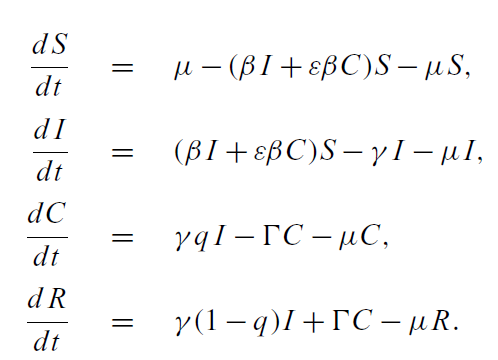 dS/dt = μ − (βI + εβC)S − μS,
dI/dt = (βI + εβC)S − γI − μI,
dC/dt = γqI − ΓC − μC,
dR/dt = γ(1 − q)I + ΓC − μR.